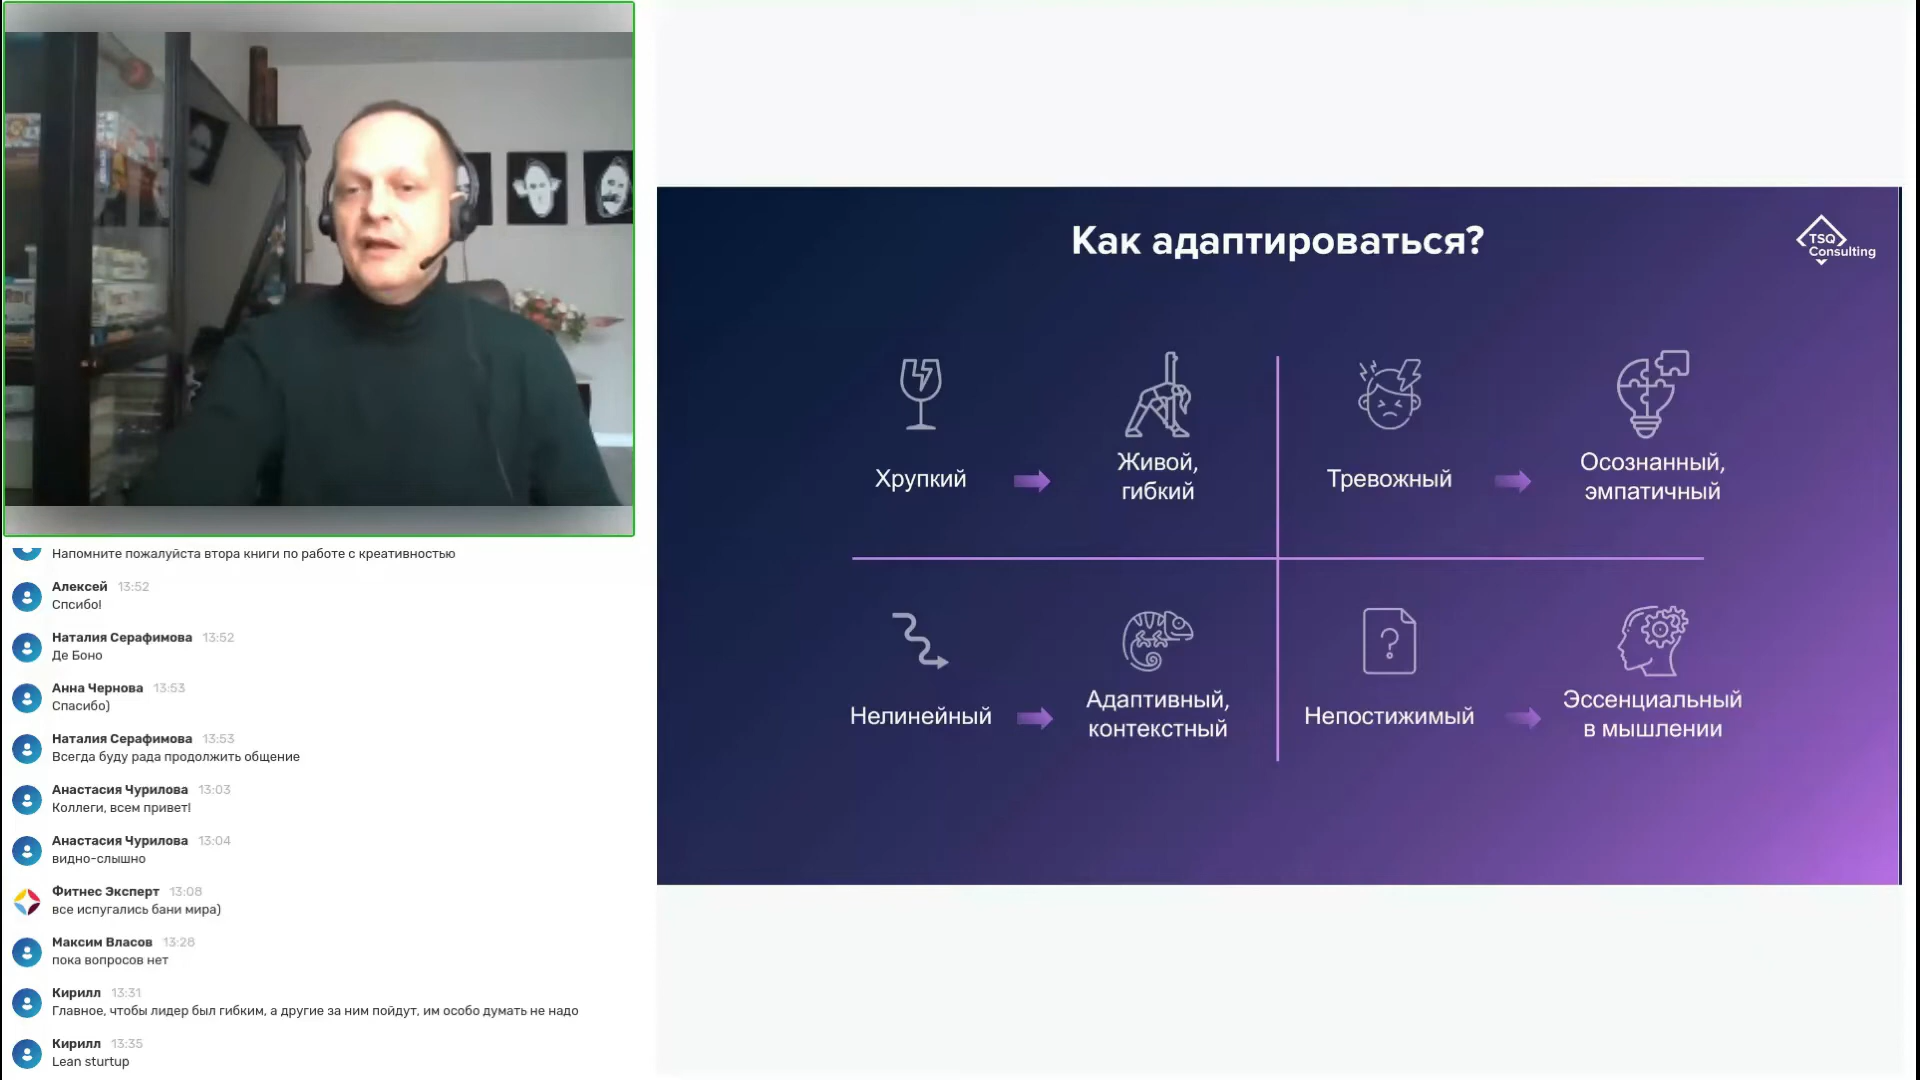 Напомните пожалуйста втора книги по работе с креативностью
Алексей 13:52
Спсибо!
Наталия Серафимова 13:52
Де Боно
Анна Чернова 13:53
Спасибо)
Наталия Серафимова 13:53
Всегда буду рада продолжить общение
Анастасия Чурилова 13:03
Коллеги, всем привет!
Анастасия Чурилова 13:04
видно-слышно
Фитнес Эксперт 13:08
все испугались бани мира)
Максим Власов 13:28
пока вопросов нет
Кирилл 13:31
Главное, чтобы лидер был гибким, а другие за ним пойдут, им особо думать не надо
Кирилл 13:35
Lean sturtup
Как адаптироваться?
TSQ
Consulting
Хрупкий
Живой,
гибкий
Тревожный
Осознанный,
эмпатичный
Нелинейный
Адаптивный,
контекстный
?
Непостижимый
Эссенциальный
в мышлении